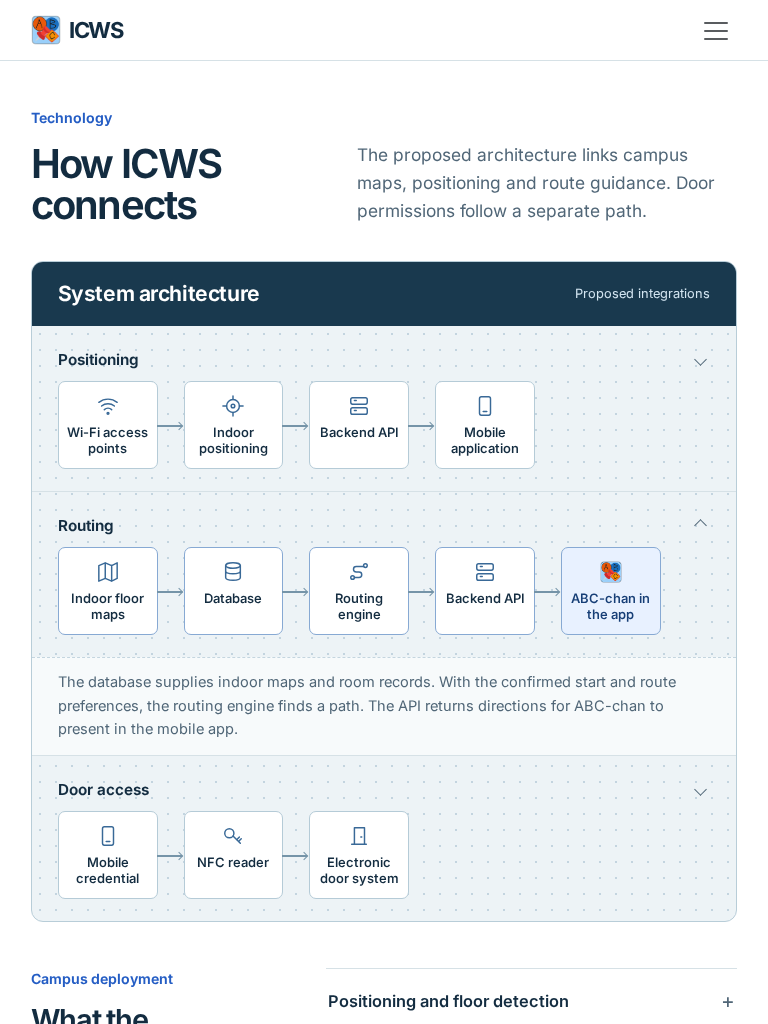 ICWS
Technology
How ICWS
connects
The proposed architecture links campus
maps, positioning and route guidance. Door
permissions follow a separate path.
System architecture
Proposed integrations
Positioning
Wi-Fi access
points
Indoor
positioning
Backend API
Mobile
application
Routing
Indoor floor
maps
Database
Routing
engine
Backend API
ABC-chan in
the app
The database supplies indoor maps and room records. With the confirmed start and route
preferences, the routing engine finds a path. The API returns directions for ABC-chan to
present in the mobile app.
Door access
Mobile
credential
NFC reader
Electronic
door system
Campus deployment
What the
Positioning and floor detection